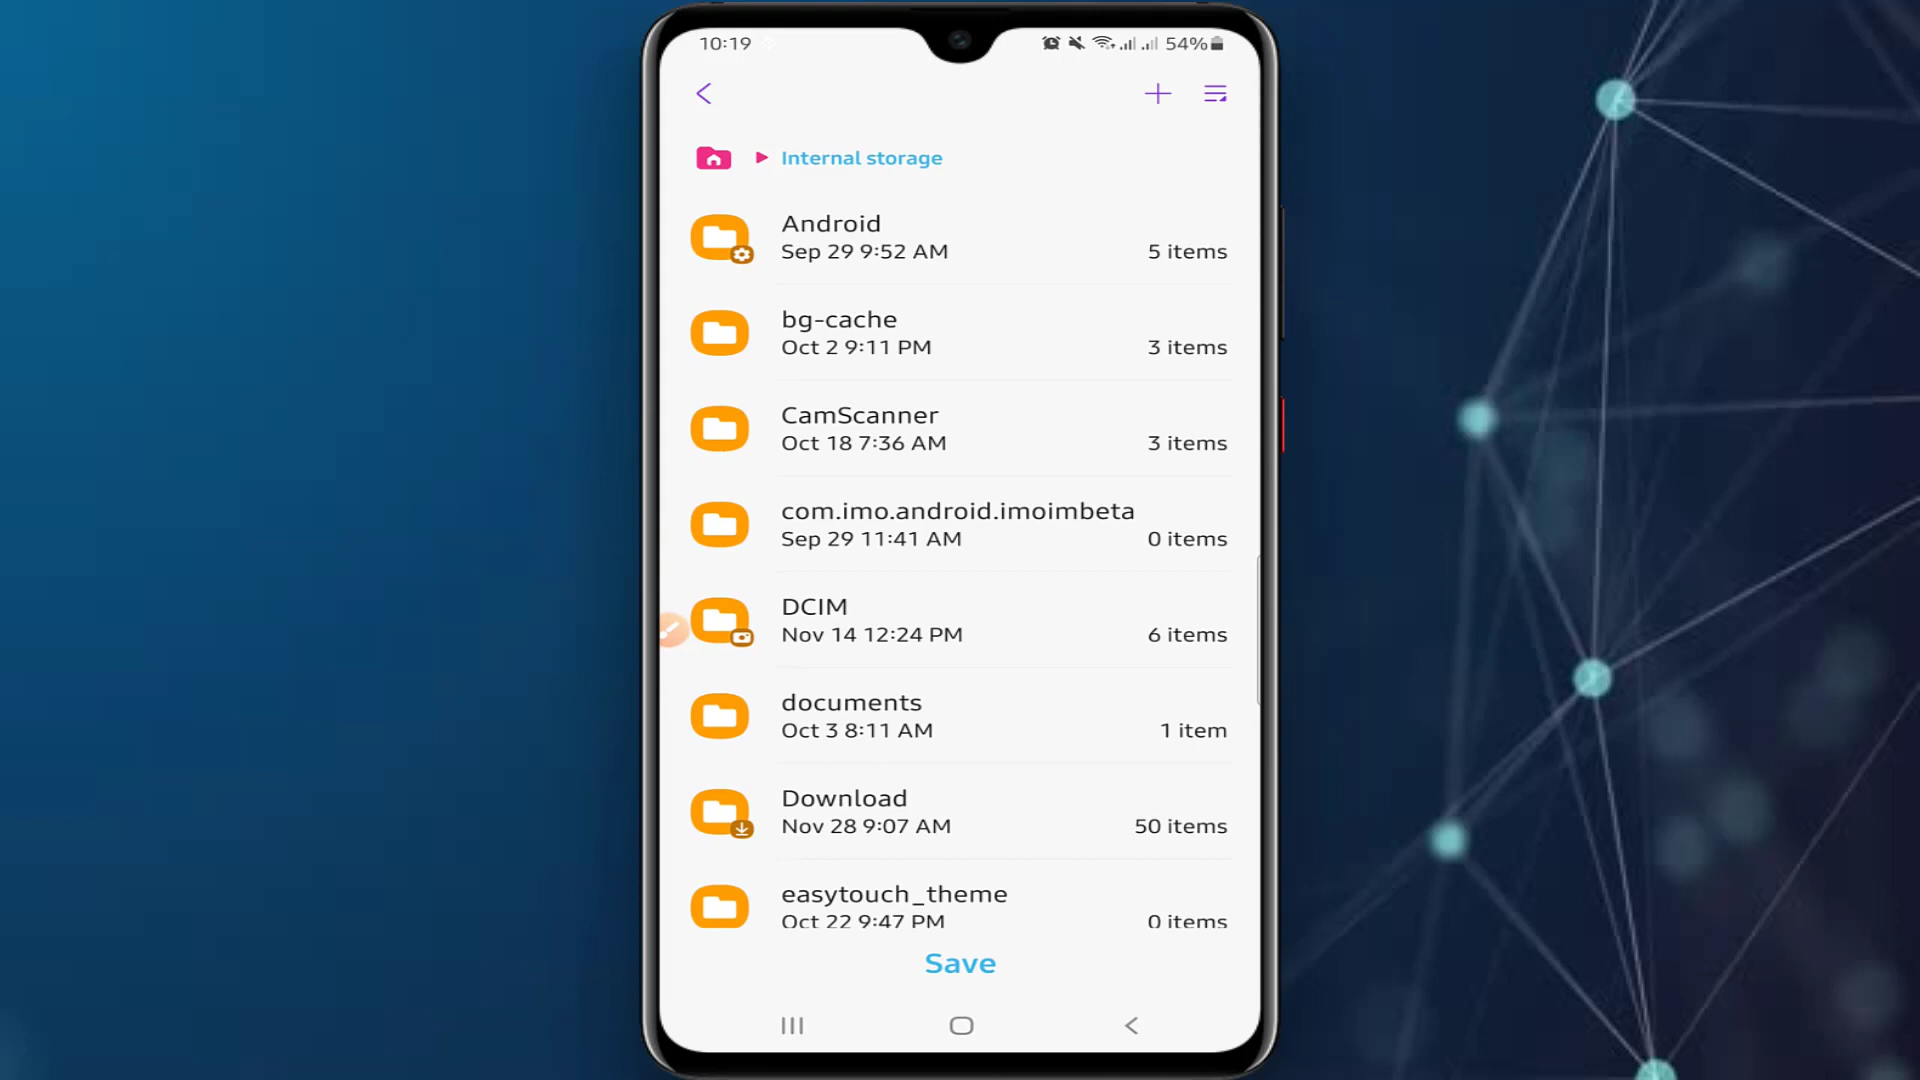 10:19
54%
Internal storage
Android
Sep 29 9:52 AM
5 items
bg-cache
Oct 2 9:11 PM
3 items
CamScanner
Oct 18 7:36 AM
3 items
com.imo.android.imoimbeta
Sep 29 11:41 AM
0 items
DCIM
Nov 14 12:24 PM
6 items
documents
Oct 3 8:11 AM
1 item
Download
Nov 28 9:07 AM
50 items
easytouch_theme
Oct 22 9:47 PM
0 items
Save